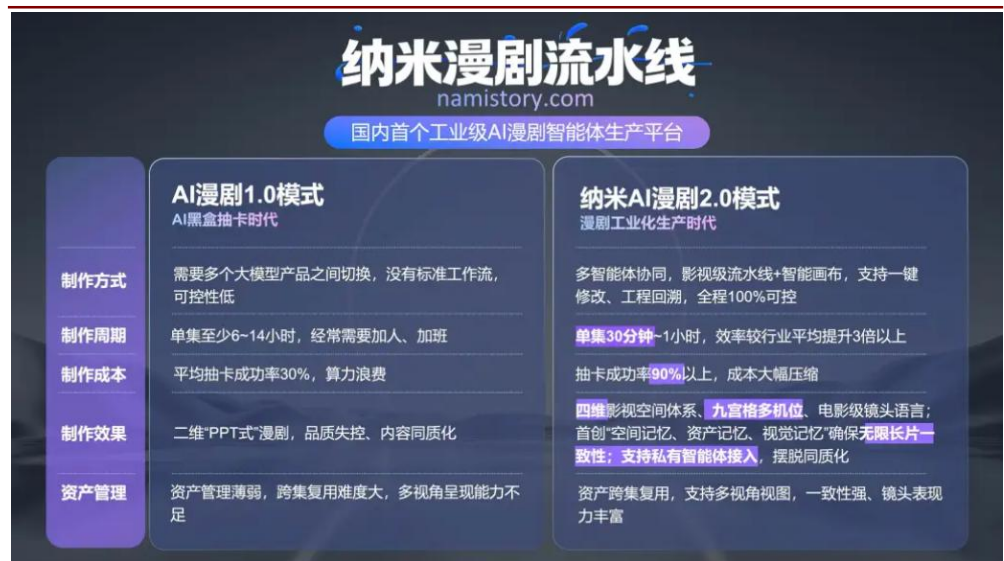 纳米漫剧流水线
namistory.com
国内首个工业级AI漫剧智能体生产平台
AI漫剧1.0模式
AI黑盒抽卡时代
纳米AI漫剧2.0模式
漫剧工业化生产时代
制作方式
需要多个大模型产品之间切换，没有标准工作流，
可控性低
多智能体协同，影视级流水线+智能画布，支持一键
修改、工程回溯，全程100%可控
制作周期
单集至少6~14小时，经常需要加人、加班
单集30分钟~1小时，效率较行业平均提升3倍以上
制作成本
平均抽卡成功率30%，算力浪费
抽卡成功率90%以上，成本大幅压缩
制作效果
二维“PPT式”漫剧，品质失控、内容同质化
四维影视空间体系、九宫格多机位、电影级镜头语言；
首创“空间记忆、资产记忆、视觉记忆”确保无限长片一
致性；支持私有智能体接入，摆脱同质化
资产管理
资产管理薄弱，跨集复用难度大，多视角呈现能力不
足
资产跨集复用，支持多视角视图，一致性强、镜头表现
力丰富